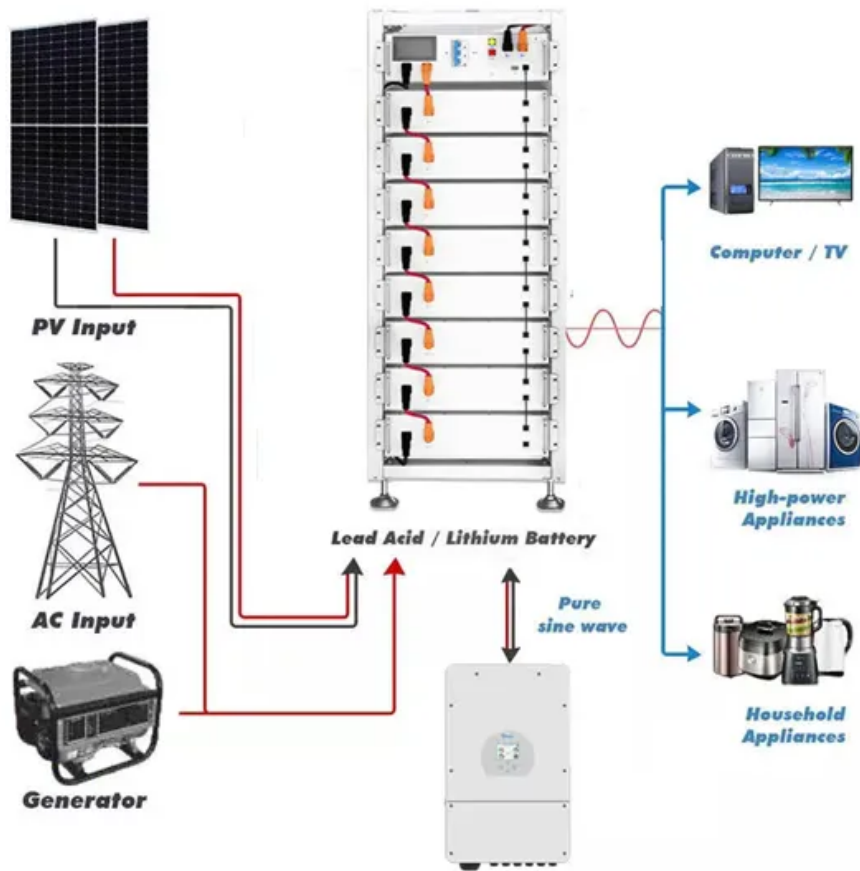 PV Input
AC Input
Generator
Lead Acid / Lithium Battery
Pure
sine wave
Computer / TV
High-power
Appliances
Household
Appliances